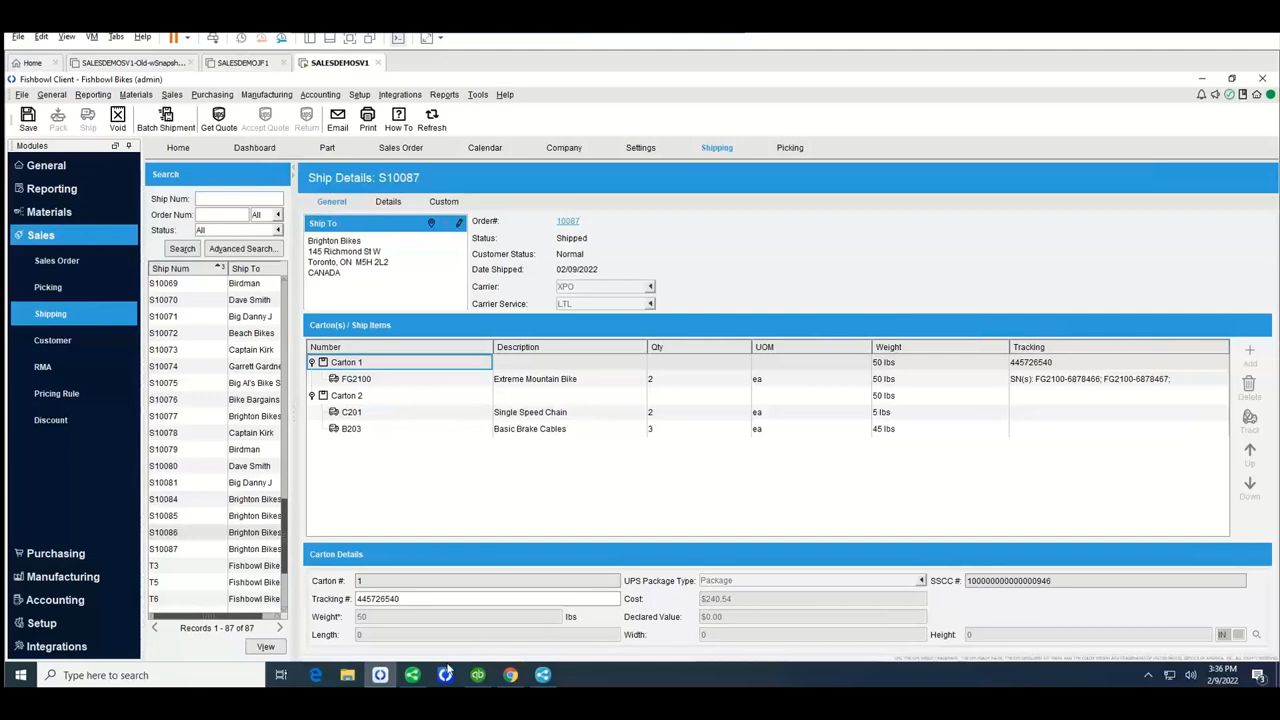 File Edit View VM Tabs Help
Home SALESDEMOSV1-Old-wSnapsh... SALESDEMOJF1 SALESDEMOSV1
Fishbowl Client - Fishbowl Bikes (admin)
File General Reporting Materials Sales Purchasing Manufacturing Accounting Setup Integrations Reports Tools Help
Save Pack Ship Void Batch Shipment Get Quote Accept Quote Return Email Print How To Refresh
Modules
Home Dashboard Part Sales Order Calendar Company Settings Shipping Picking
General
Reporting
Materials
Sales
Sales Order
Picking
Shipping
Customer
RMA
Pricing Rule
Discount
Purchasing
Manufacturing
Accounting
Setup
Integrations
Search
Ship Num:
Order Num: All
Status: All
Search Advanced Search...
Ship Num 3 Ship To
S10069 Birdman
S10070 Dave Smith
S10071 Big Danny J
S10072 Beach Bikes
S10073 Captain Kirk
S10074 Garrett Gardne
S10075 Big Al's Bike S
S10076 Bike Bargains
S10077 Brighton Bikes
S10078 Captain Kirk
S10079 Birdman
S10080 Dave Smith
S10081 Big Danny J
S10084 Brighton Bikes
S10085 Brighton Bikes
S10086 Brighton Bikes
S10087 Brighton Bikes
T3 Fishbowl Bike
T5 Fishbowl Bike
T6 Fishbowl Bike
Records 1 - 87 of 87
View
Ship Details: S10087
General Details Custom
Ship To
Brighton Bikes
145 Richmond St W
Toronto, ON M5H 2L2
CANADA
Order#: 10087
Status: Shipped
Customer Status: Normal
Date Shipped: 02/09/2022
Carrier: XPO
Carrier Service: LTL
Carton(s) / Ship Items
Number Description Qty UOM Weight Tracking
Carton 1 50 lbs 445726540
FG2100 Extreme Mountain Bike 2 ea 50 lbs SN(s): FG2100-6878466; FG2100-6878467;
Carton 2 50 lbs
C201 Single Speed Chain 2 ea 5 lbs
B203 Basic Brake Cables 3 ea 45 lbs
Add
Delete
Track
Up
Down
Carton Details
Carton #: 1 UPS Package Type: Package SSCC #: 100000000000000946
Tracking #: 445726540 Cost: $240.54
Weight*: 50 lbs Declared Value: $0.00
Length: 0 Width: 0 Height: 0 IN
Type here to search
3:36 PM
2/9/2022
3